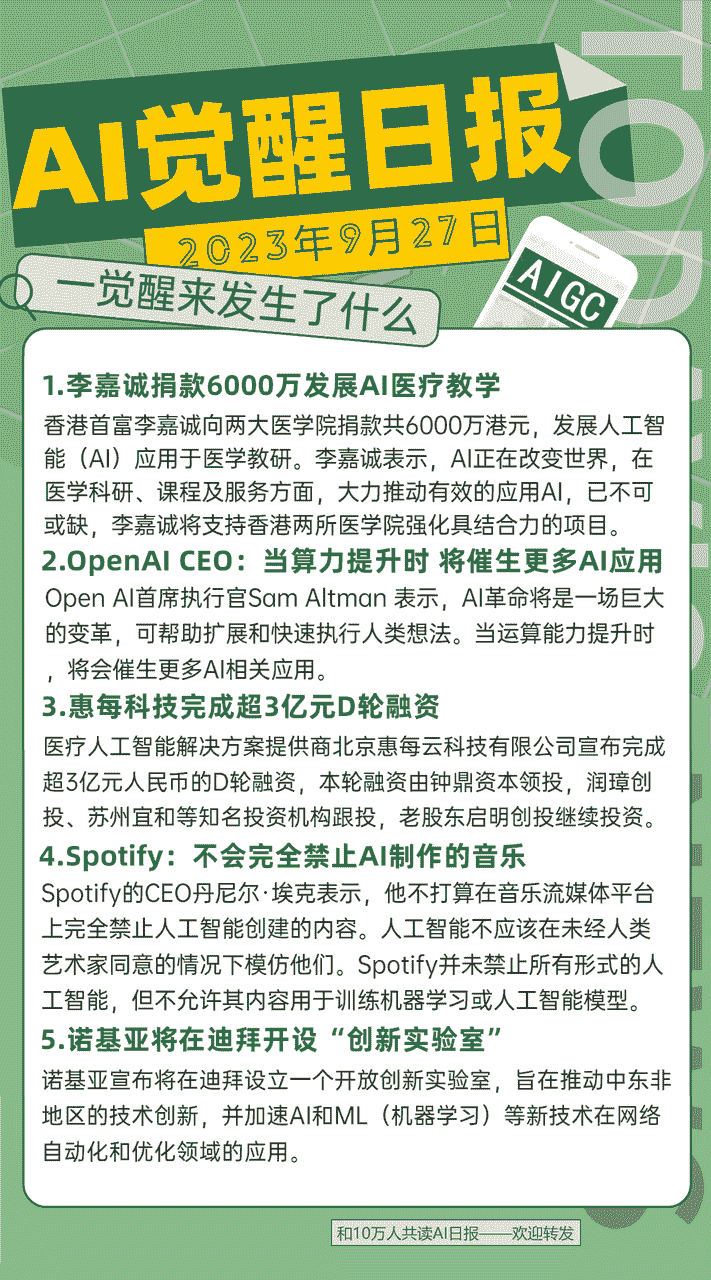 AI觉醒日报
2023年9月27日
一觉醒来发生了什么
AIGC
1.李嘉诚捐款6000万发展AI医疗教学
香港首富李嘉诚向两大医学院捐款共6000万港元，发展人工智
能（AI）应用于医学教研。李嘉诚表示，AI正在改变世界，在
医学科研、课程及服务方面，大力推动有效的应用AI，已不可
或缺，李嘉诚将支持香港两所医学院强化具结合力的项目。
2.OpenAI CEO：当算力提升时 将催生更多AI应用
Open AI首席执行官Sam Altman 表示，AI革命将是一场巨大
的变革，可帮助扩展和快速执行人类想法。当运算能力提升时
，将会催生更多AI相关应用。
3.惠每科技完成超3亿元D轮融资
医疗人工智能解决方案提供商北京惠每云科技有限公司宣布完成
超3亿元人民币的D轮融资，本轮融资由钟鼎资本领投，润璋创
投、苏州宜和等知名投资机构跟投，老股东启明创投继续投资。
4.Spotify：不会完全禁止AI制作的音乐
Spotify的CEO丹尼尔·埃克表示，他不打算在音乐流媒体平台
上完全禁止人工智能创建的内容。人工智能不应该在未经人类
艺术家同意的情况下模仿他们。Spotify并未禁止所有形式的人
工智能，但不允许其内容用于训练机器学习或人工智能模型。
5.诺基亚将在迪拜开设“创新实验室”
诺基亚宣布将在迪拜设立一个开放创新实验室，旨在推动中东非
地区的技术创新，并加速AI和ML（机器学习）等新技术在网络
自动化和优化领域的应用。
和10万人共读AI日报——欢迎转发